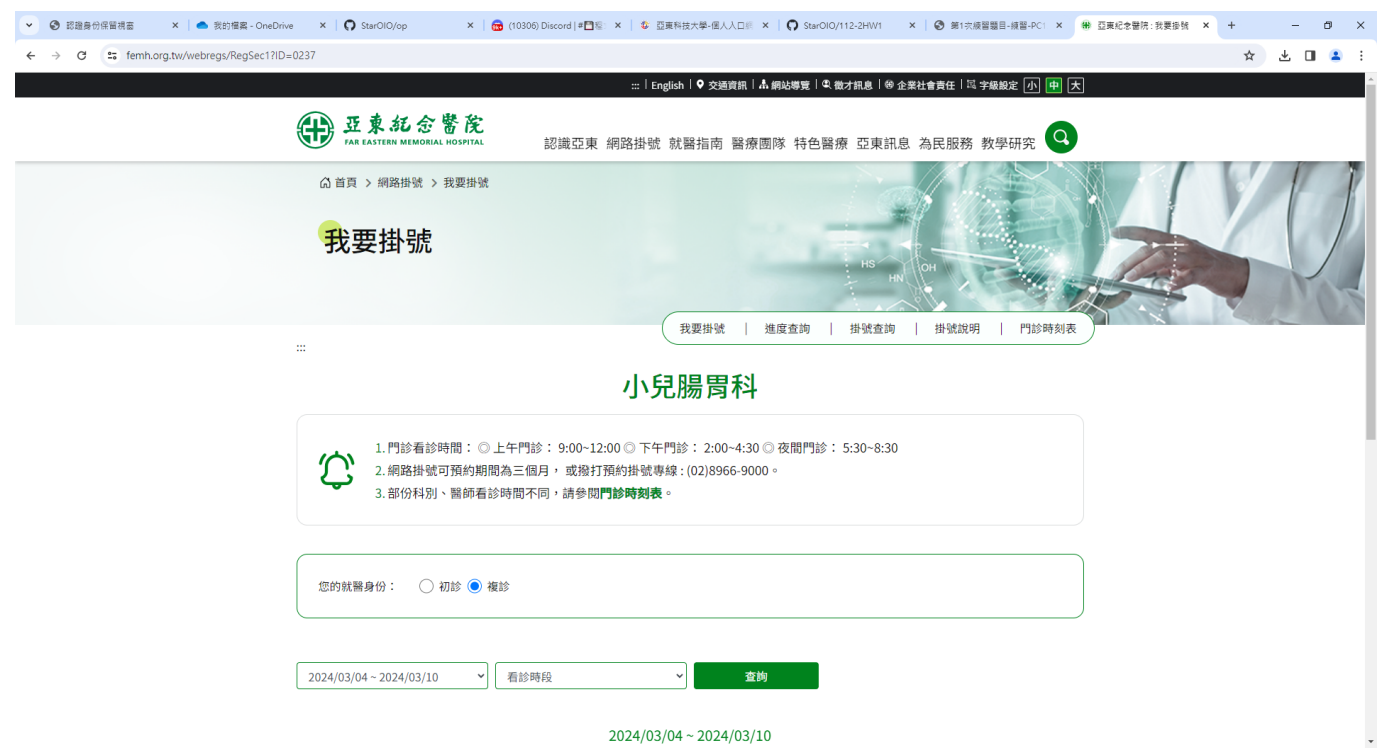 認證身份保留視窗
我的檔案 - OneDrive
StarOIO/op
(10306) Discord | #
亞東科技大學-個人入口
StarOIO/112-2HW1
第1次練習題目-練習-PC1
亞東紀念醫院 : 我要掛號
femh.org.tw/webregs/RegSec1?ID=0237
::: | English | 交通資訊 | 網站導覽 | 徵才訊息 | 企業社會責任 | 字級設定 小 中 大
亞東紀念醫院
FAR EASTERN MEMORIAL HOSPITAL
認識亞東 網路掛號 就醫指南 醫療團隊 特色醫療 亞東訊息 為民服務 教學研究
首頁 > 網路掛號 > 我要掛號
我要掛號
HS
OH
HN
我要掛號 | 進度查詢 | 掛號查詢 | 掛號說明 | 門診時刻表
:::
小兒腸胃科
1. 門診看診時間： ◎ 上午門診： 9:00~12:00 ◎ 下午門診： 2:00~4:30 ◎ 夜間門診： 5:30~8:30
2. 網路掛號可預約期間為三個月， 或撥打預約掛號專線 : (02)8966-9000。
3. 部份科別、醫師看診時間不同，請參閱門診時刻表。
您的就醫身份： 初診 複診
2024/03/04 ~ 2024/03/10 看診時段 查詢
2024/03/04 ~ 2024/03/10